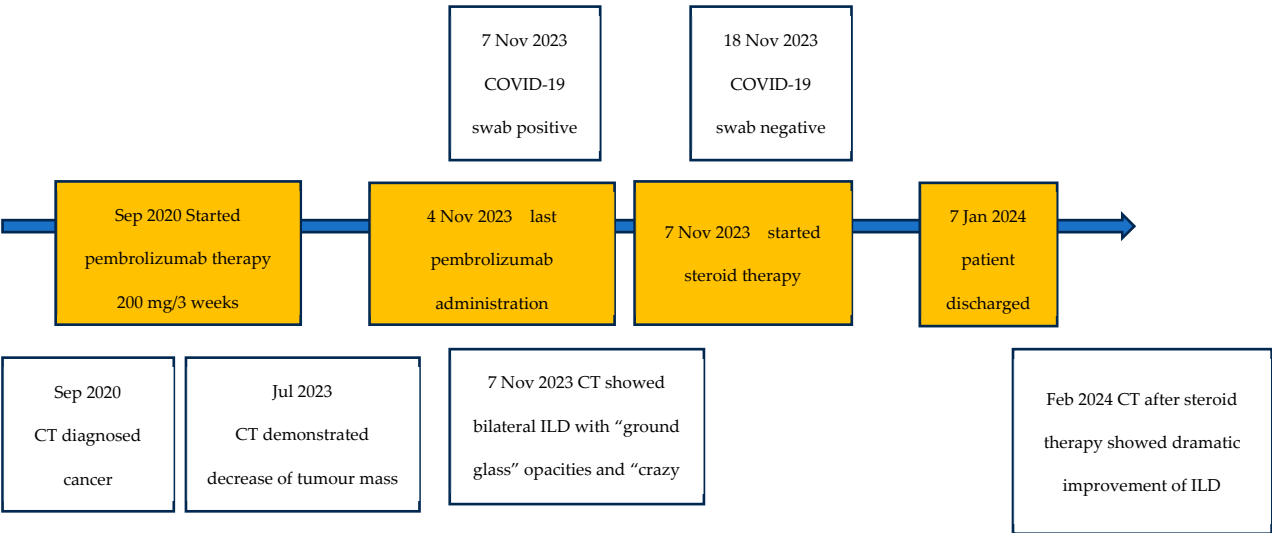 7 Nov 2023
COVID-19
swab positive
18 Nov 2023
COVID-19
swab negative
Sep 2020 Started
pembrolizumab therapy
200 mg/3 weeks
4 Nov 2023 last
pembrolizumab
administration
7 Nov 2023 started
steroid therapy
7 Jan 2024
patient
discharged
Sep 2020
CT diagnosed
cancer
Jul 2023
CT demonstrated
decrease of tumour mass
7 Nov 2023 CT showed
bilateral ILD with “ground
glass” opacities and “crazy
Feb 2024 CT after steroid
therapy showed dramatic
improvement of ILD